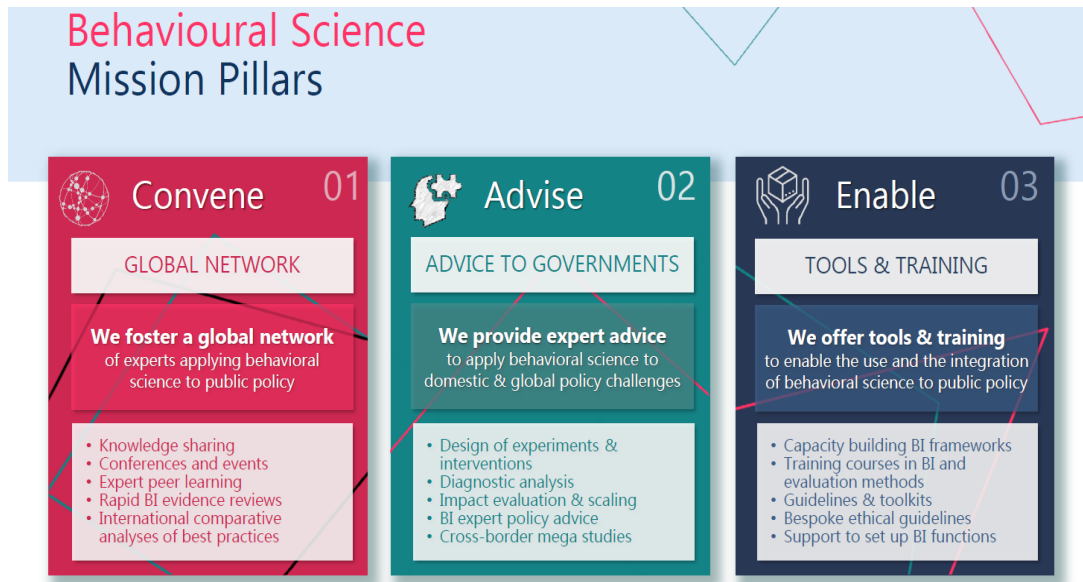 Behavioural Science
Mission Pillars
Convene 01
GLOBAL NETWORK
We foster a global network
of experts applying behavioral
science to public policy
• Knowledge sharing
• Conferences and events
• Expert peer learning
• Rapid BI evidence reviews
• International comparative
analyses of best practices
Advise 02
ADVICE TO GOVERNMENTS
We provide expert advice
to apply behavioral science to
domestic & global policy challenges
• Design of experiments &
interventions
• Diagnostic analysis
• Impact evaluation & scaling
• BI expert policy advice
• Cross-border mega studies
Enable 03
TOOLS & TRAINING
We offer tools & training
to enable the use and the integration
of behavioral science to public policy
• Capacity building BI frameworks
• Training courses in BI and
evaluation methods
• Guidelines & toolkits
• Bespoke ethical guidelines
• Support to set up BI functions